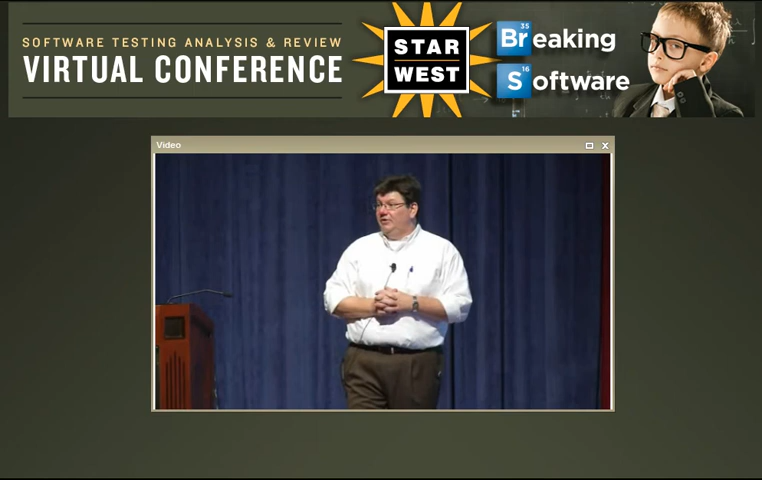 SOFTWARE TESTING ANALYSIS & REVIEW
VIRTUAL CONFERENCE
STAR
WEST
35
Breaking
16
Software
Video